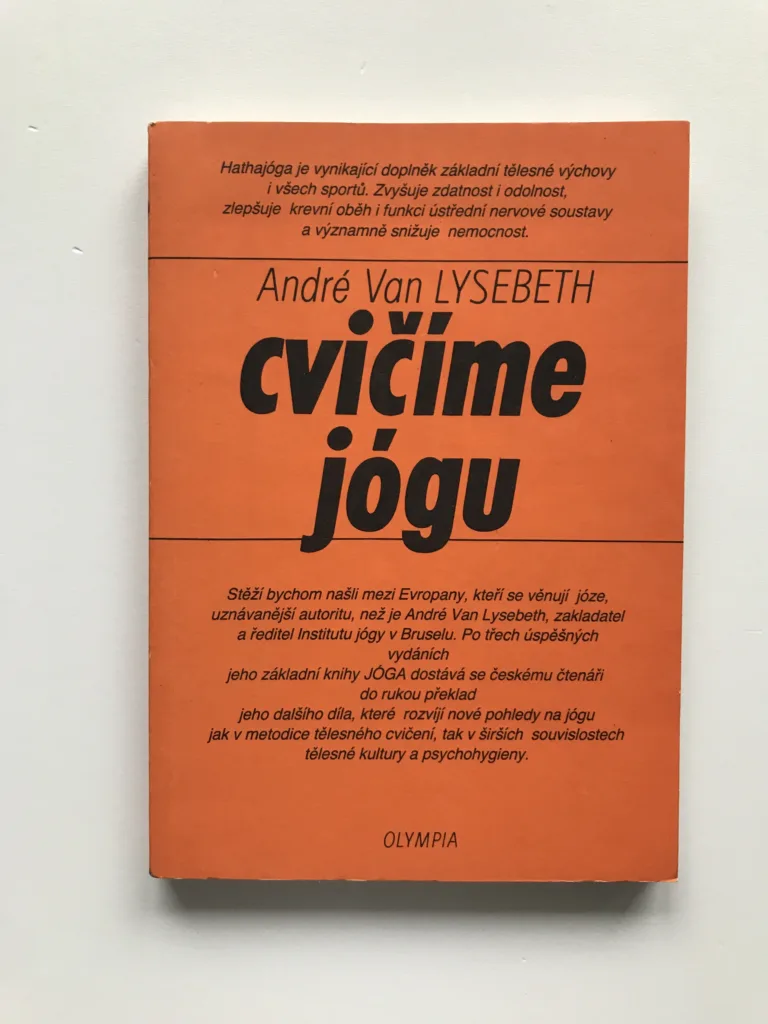 Hathajóga je vynikající doplněk základní tělesné výchovy
i všech sportů. Zvyšuje zdatnost i odolnost,
zlepšuje krevní oběh i funkci ústřední nervové soustavy
a významně snižuje nemocnost.
André Van LYSEBETH
cvičíme
jógu
Stěží bychom našli mezi Evropany, kteří se věnují józe,
uznávanější autoritu, než je André Van Lysebeth, zakladatel
a ředitel Institutu jógy v Bruselu. Po třech úspěšných
vydáních
jeho základní knihy JÓGA dostává se českému čtenáři
do rukou překlad
jeho dalšího díla, které rozvíjí nové pohledy na jógu
jak v metodice tělesného cvičení, tak v širších souvislostech
tělesné kultury a psychohygieny.
OLYMPIA